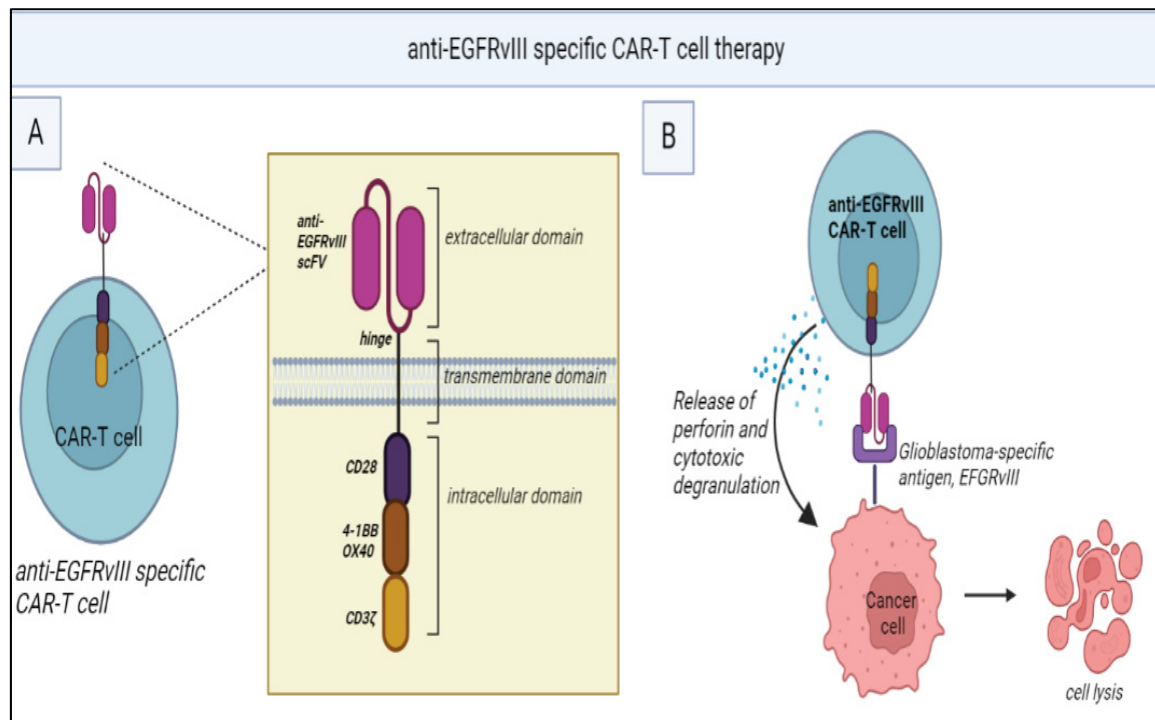 anti-EGFRvIII specific CAR-T cell therapy
A
anti-
EGFRvIII
scFV
extracellular domain
hinge
transmembrane domain
CD28
4-1BB
OX40
intracellular domain
CD3ζ
CAR-T cell
anti-EGFRvIII specific
CAR-T cell
B
anti-EGFRvIII
CAR-T cell
Release of
perforin and
cytotoxic
degranulation
Glioblastoma-specific
antigen, EFGRvIII
Cancer
cell
cell lysis